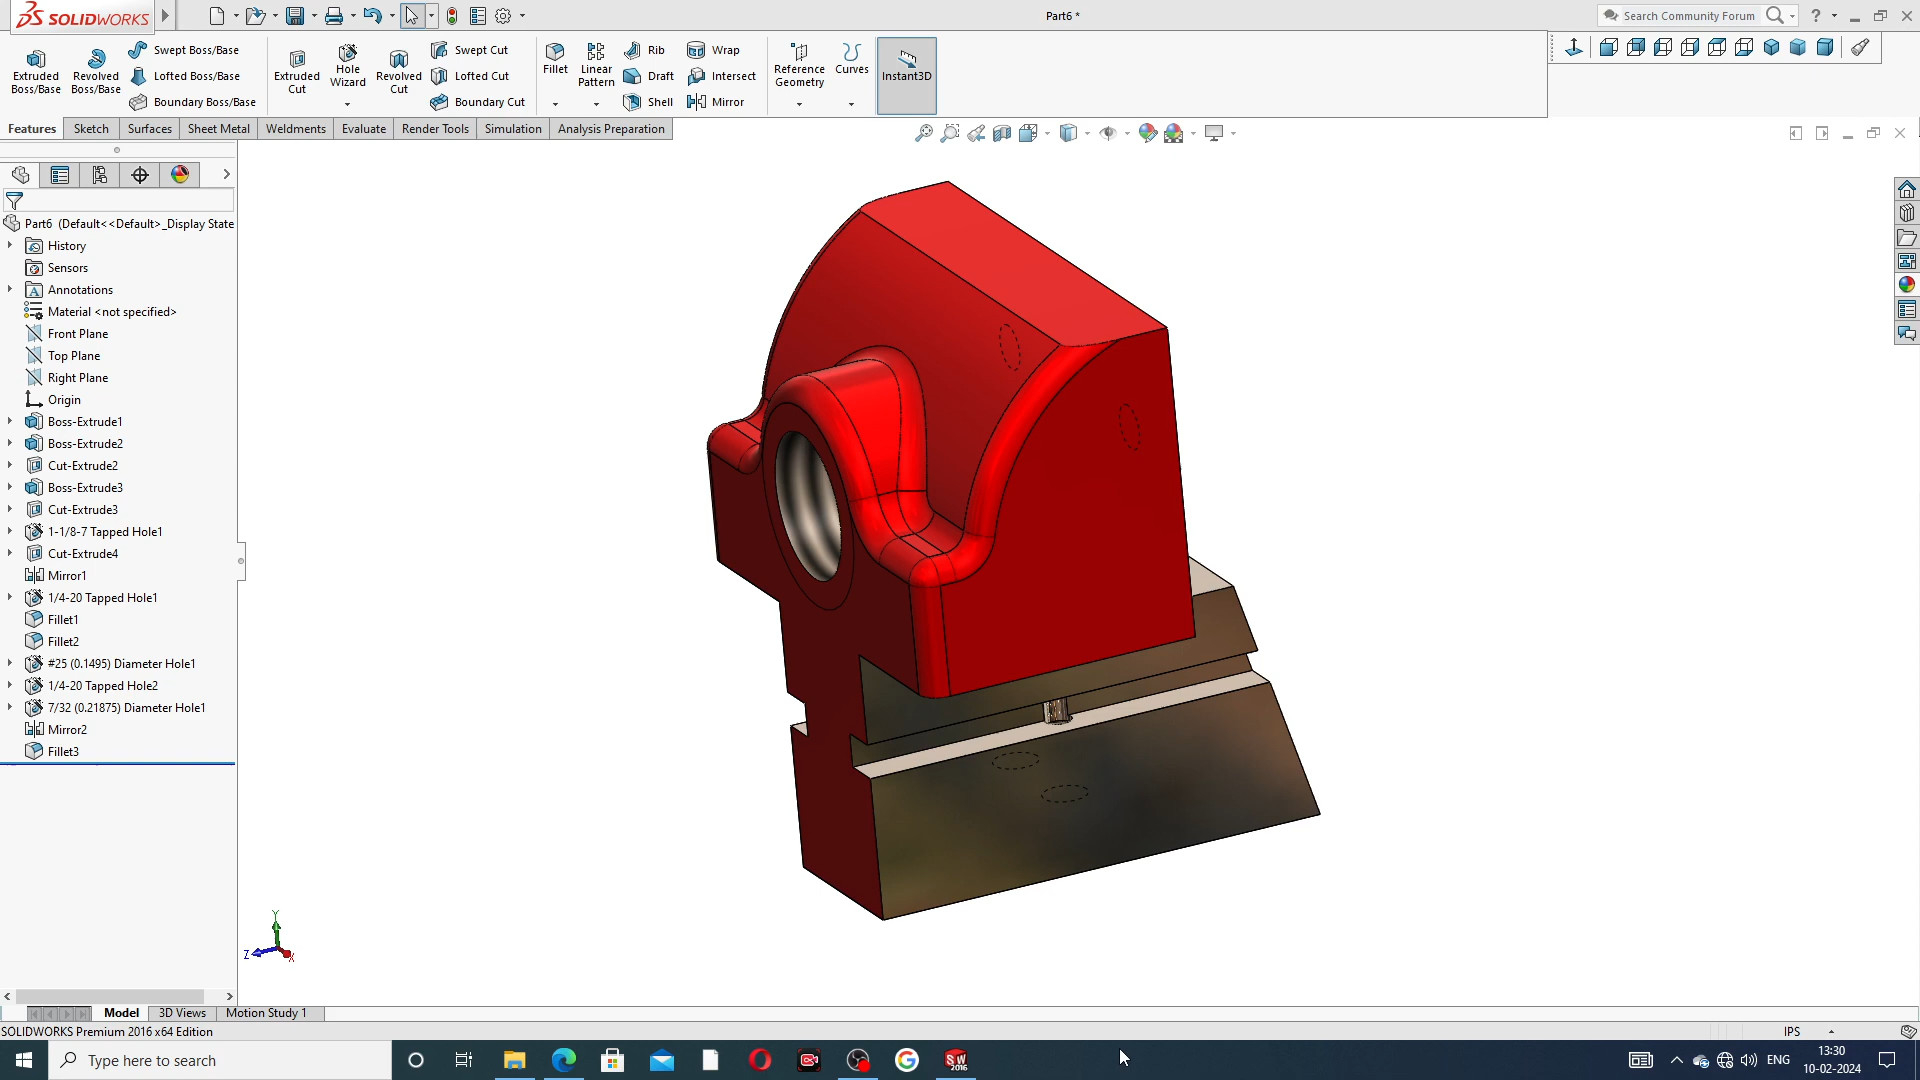 SOLIDWORKS
Part6 *
Search Community Forum
?
Extruded Boss/Base
Revolved Boss/Base
Swept Boss/Base
Lofted Boss/Base
Boundary Boss/Base
Extruded Cut
Hole Wizard
Revolved Cut
Swept Cut
Lofted Cut
Boundary Cut
Fillet
Linear Pattern
Rib
Draft
Shell
Wrap
Intersect
Mirror
Reference Geometry
Curves
Instant3D
Features
Sketch
Surfaces
Sheet Metal
Weldments
Evaluate
Render Tools
Simulation
Analysis Preparation
Part6 (Default<<Default>_Display State
History
Sensors
Annotations
Material <not specified>
Front Plane
Top Plane
Right Plane
Origin
Boss-Extrude1
Boss-Extrude2
Cut-Extrude2
Boss-Extrude3
Cut-Extrude3
1-1/8-7 Tapped Hole1
Cut-Extrude4
Mirror1
1/4-20 Tapped Hole1
Fillet1
Fillet2
#25 (0.1495) Diameter Hole1
1/4-20 Tapped Hole2
7/32 (0.21875) Diameter Hole1
Mirror2
Fillet3
Y
Z
X
Model
3D Views
Motion Study 1
SOLIDWORKS Premium 2016 x64 Edition
IPS
Type here to search
SW
2016
ENG
13:30
10-02-2024